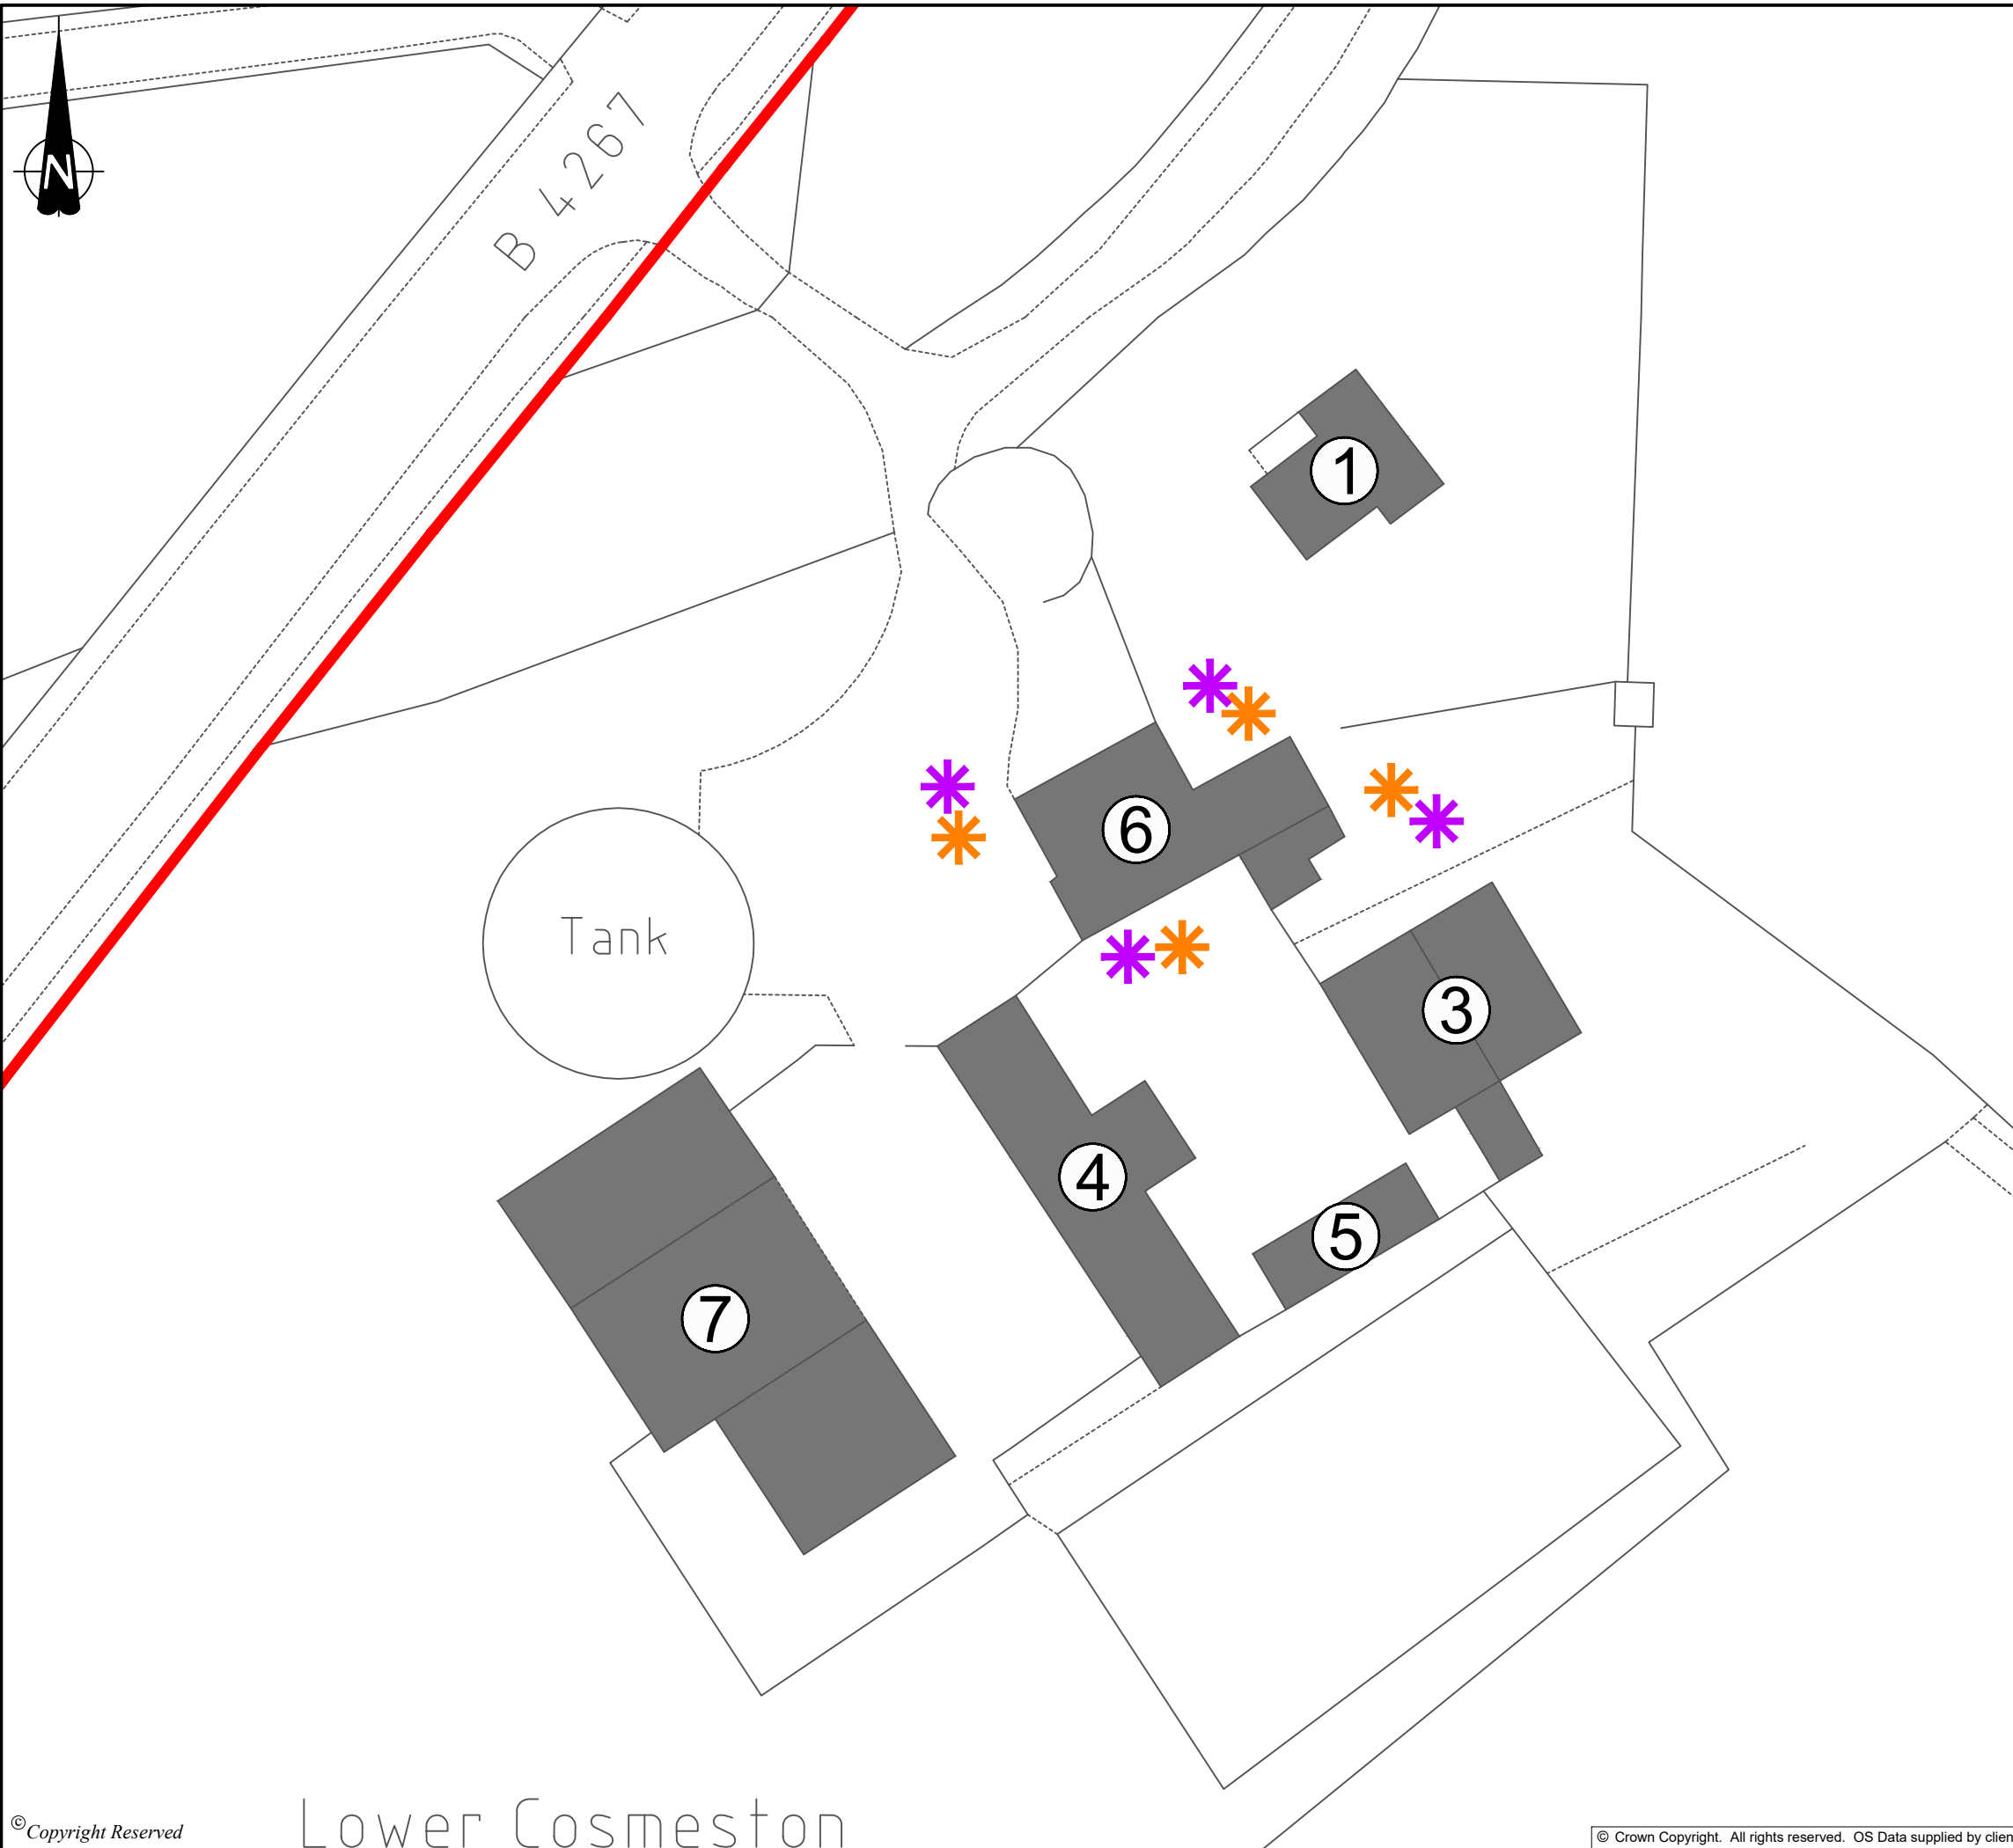 N
B 4267
1
6
Tank
3
4
5
7
Lower Cosmeston
© Copyright Reserved
© Crown Copyright. All rights reserved. OS Data supplied by clien